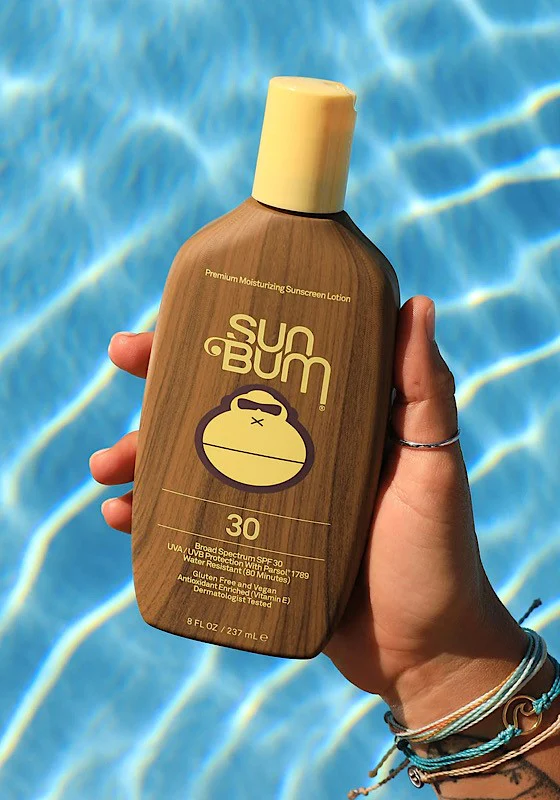 Premium Moisturizing Sunscreen Lotion
SUN
BUM®
30
Broad Spectrum SPF 30
UVA / UVB Protection With Parsol® 1789
Water Resistant (80 Minutes)
Gluten Free and Vegan
Antioxidant Enriched (Vitamin E)
Dermatologist Tested
8 FL OZ / 237 mL ℮